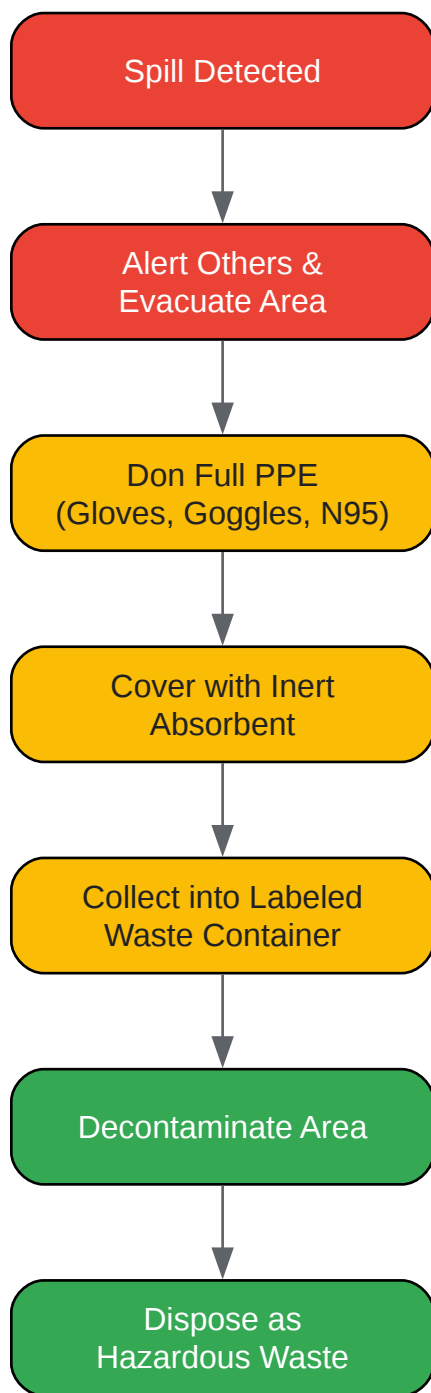 Spill Detected
Alert Others &
Evacuate Area
Don Full PPE
(Gloves, Goggles, N95)
Cover with Inert
Absorbent
Collect into Labeled
Waste Container
Decontaminate Area
Dispose as
Hazardous Waste